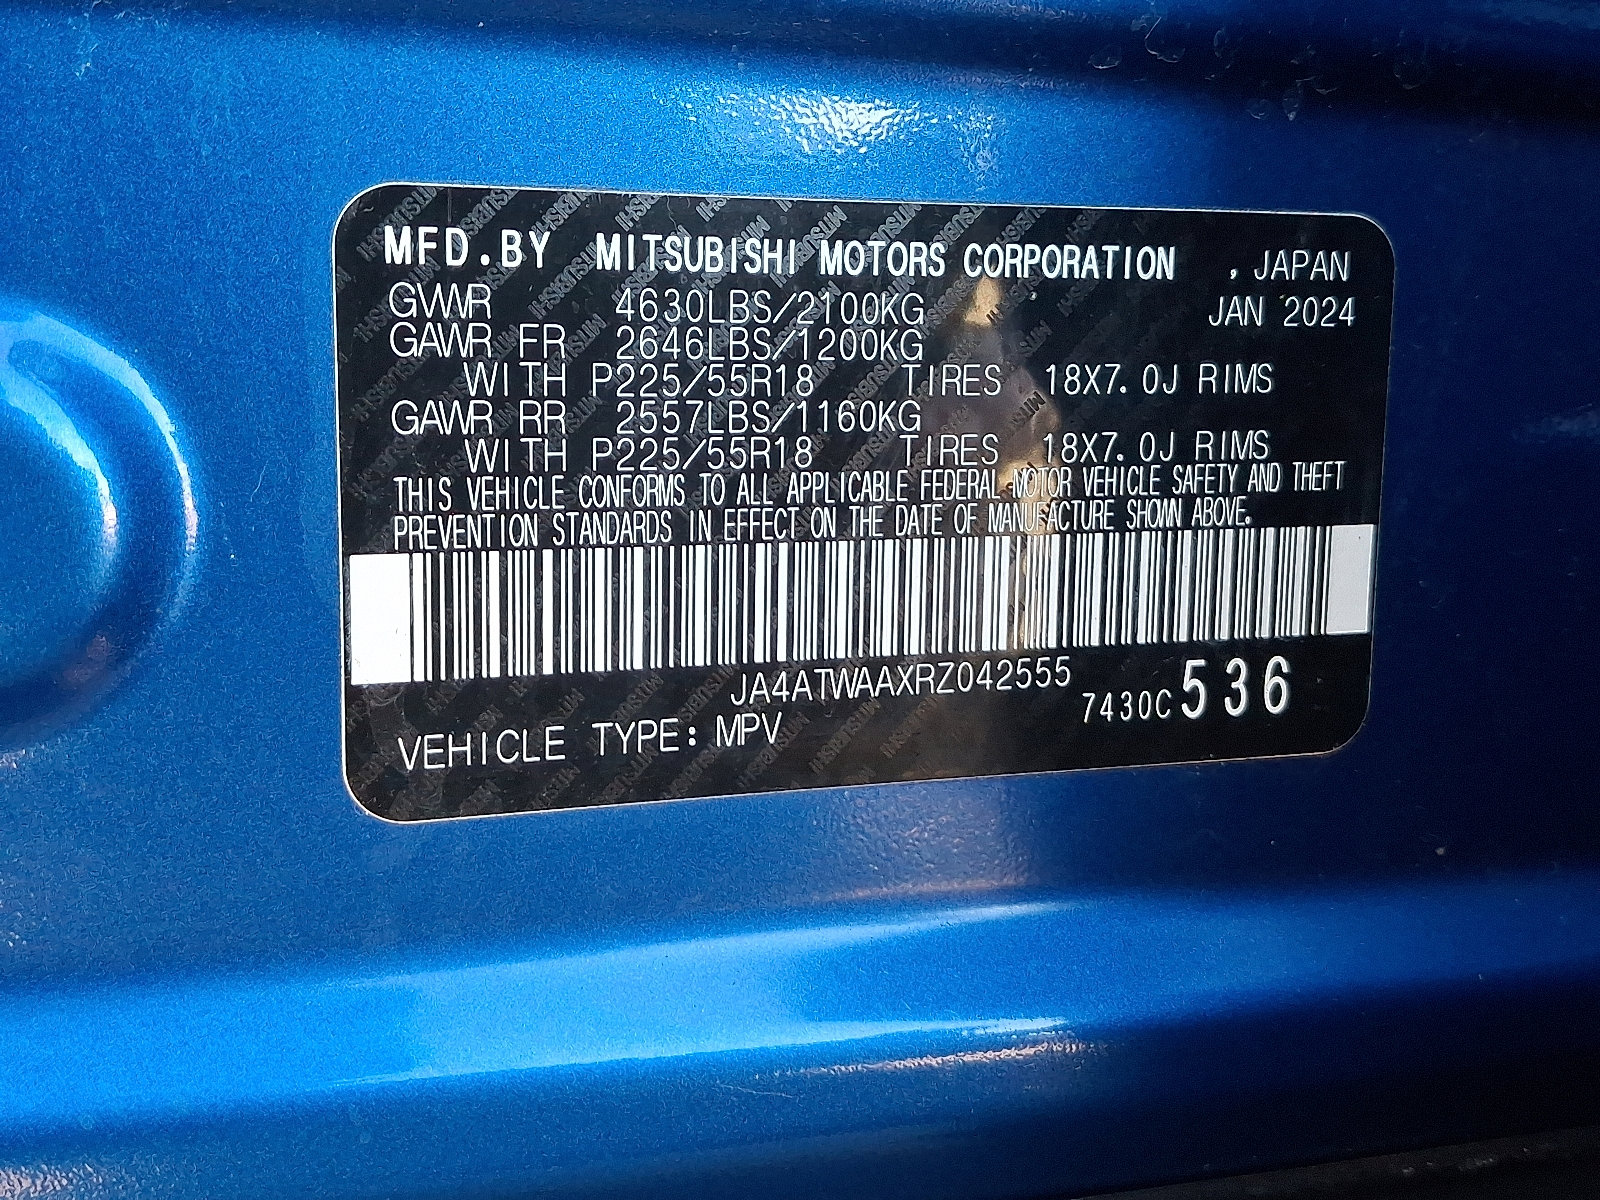 MFD.BY MITSUBISHI MOTORS CORPORATION , JAPAN
GVWR 4630LBS/2100KG JAN 2024
GAWR FR 2646LBS/1200KG
WITH P225/55R18 TIRES 18X7.0J RIMS
GAWR RR 2557LBS/1160KG
WITH P225/55R18 TIRES 18X7.0J RIMS
THIS VEHICLE CONFORMS TO ALL APPLICABLE FEDERAL MOTOR VEHICLE SAFETY AND THEFT
PREVENTION STANDARDS IN EFFECT ON THE DATE OF MANUFACTURE SHOWN ABOVE.
JA4ATWAAXRZ042555
7430C 536
VEHICLE TYPE: MPV